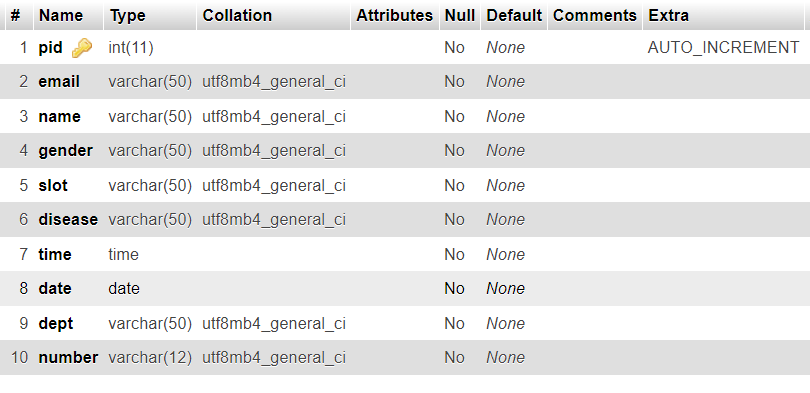 # Name Type Collation Attributes Null Default Comments Extra
1 pid int(11) No None AUTO_INCREMENT
2 email varchar(50) utf8mb4_general_ci No None
3 name varchar(50) utf8mb4_general_ci No None
4 gender varchar(50) utf8mb4_general_ci No None
5 slot varchar(50) utf8mb4_general_ci No None
6 disease varchar(50) utf8mb4_general_ci No None
7 time time No None
8 date date No None
9 dept varchar(50) utf8mb4_general_ci No None
10 number varchar(12) utf8mb4_general_ci No None